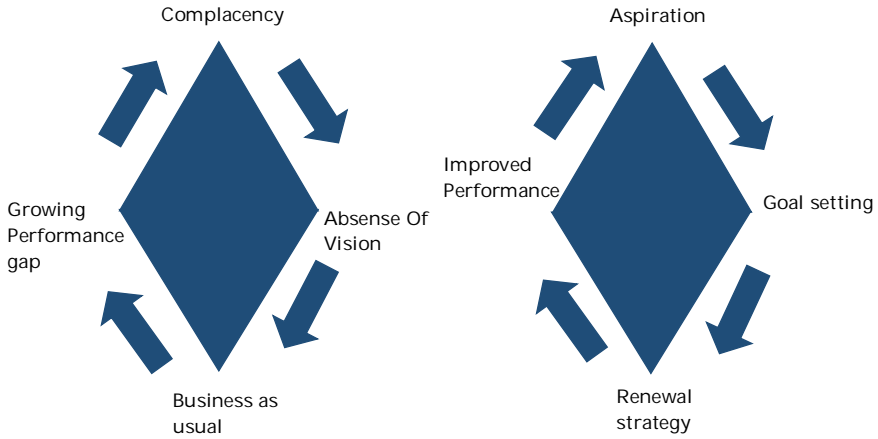 Complacency
Growing
Performance
gap
Absense Of
Vision
Business as
usual
Aspiration
Improved
Performance
Goal setting
Renewal
strategy